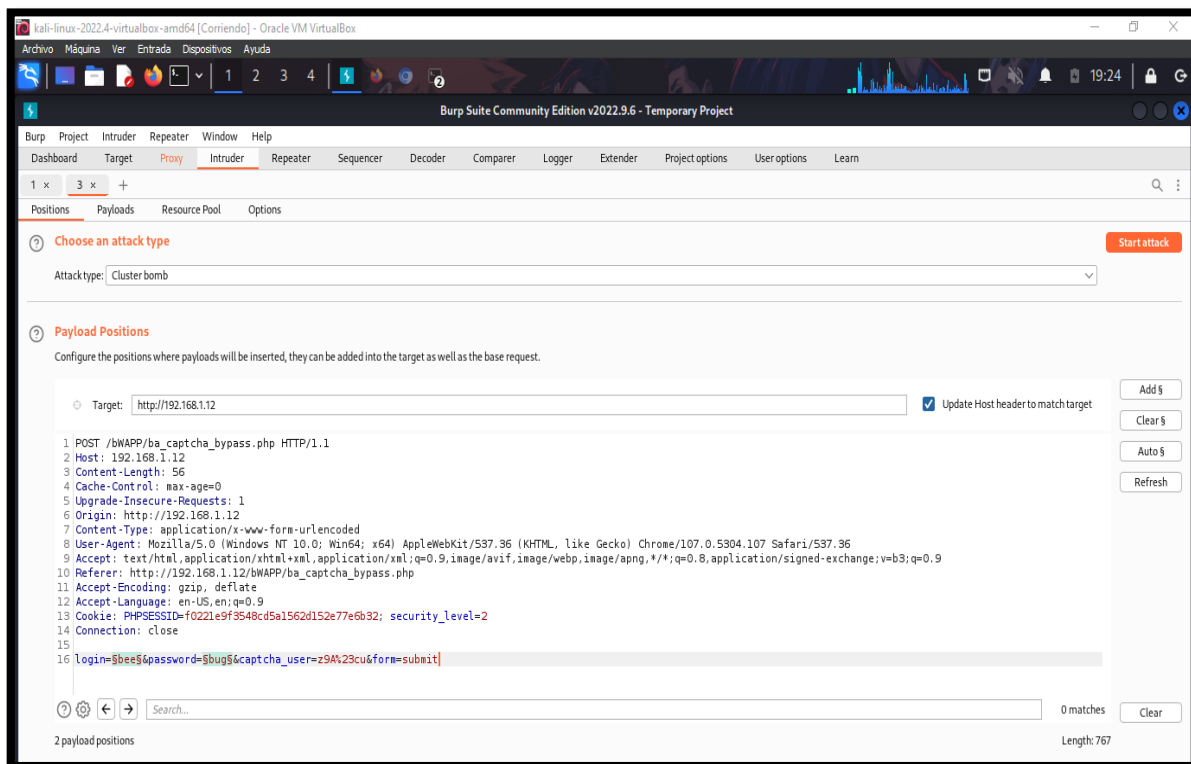 kali-linux-2022.4-virtualbox-amd64 [Corriendo] - Oracle VM VirtualBox
Archivo Máquina Ver Entrada Dispositivos Ayuda
1 2 3 4 2 19:24
Burp Suite Community Edition v2022.9.6 - Temporary Project
Burp Project Intruder Repeater Window Help
Dashboard Target Proxy Intruder Repeater Sequencer Decoder Comparer Logger Extender Project options User options Learn
1 × 3 × +
Positions Payloads Resource Pool Options
? Choose an attack type
Start attack
Attack type: Cluster bomb
? Payload Positions
Configure the positions where payloads will be inserted, they can be added into the target as well as the base request.
Add §
Target: http://192.168.1.12 Update Host header to match target
Clear §
Auto §
Refresh
1 POST /bWAPP/ba_captcha_bypass.php HTTP/1.1
2 Host: 192.168.1.12
3 Content-Length: 56
4 Cache-Control: max-age=0
5 Upgrade-Insecure-Requests: 1
6 Origin: http://192.168.1.12
7 Content-Type: application/x-www-form-urlencoded
8 User-Agent: Mozilla/5.0 (Windows NT 10.0; Win64; x64) AppleWebKit/537.36 (KHTML, like Gecko) Chrome/107.0.5304.107 Safari/537.36
9 Accept: text/html,application/xhtml+xml,application/xml;q=0.9,image/avif,image/webp,image/apng,*/*;q=0.8,application/signed-exchange;v=b3;q=0.9
10 Referer: http://192.168.1.12/bWAPP/ba_captcha_bypass.php
11 Accept-Encoding: gzip, deflate
12 Accept-Language: en-US,en;q=0.9
13 Cookie: PHPSESSID=f0221e9f3548cd5a1562d152e77e6b32; security_level=2
14 Connection: close
15
16 login=§bee§&password=§bug§&captcha_user=z9A%23cu&form=submit
? Search... 0 matches Clear
2 payload positions Length: 767